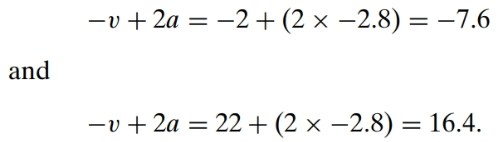 −v + 2a = −2 + (2 × −2.8) = −7.6
and
−v + 2a = 22 + (2 × −2.8) = 16.4.